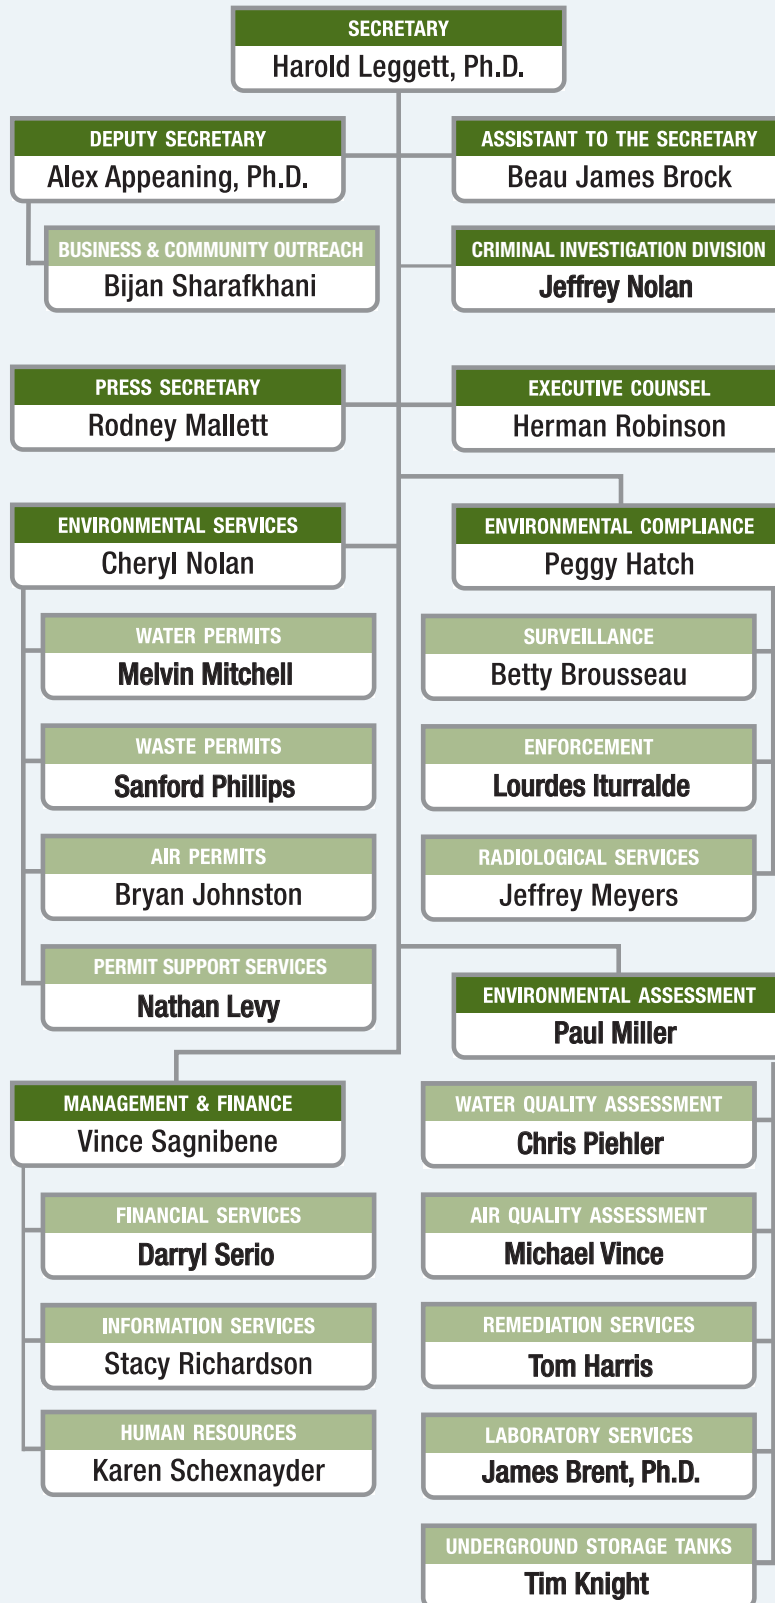 SECRETARY
Harold Leggett, Ph.D.
DEPUTY SECRETARY
Alex Appeaning, Ph.D.
ASSISTANT TO THE SECRETARY
Beau James Brock
BUSINESS & COMMUNITY OUTREACH
Bijan Sharafkhani
CRIMINAL INVESTIGATION DIVISION
Jeffrey Nolan
PRESS SECRETARY
Rodney Mallett
EXECUTIVE COUNSEL
Herman Robinson
ENVIRONMENTAL SERVICES
Cheryl Nolan
WATER PERMITS
Melvin Mitchell
WASTE PERMITS
Sanford Phillips
AIR PERMITS
Bryan Johnston
PERMIT SUPPORT SERVICES
Nathan Levy
ENVIRONMENTAL COMPLIANCE
Peggy Hatch
SURVEILLANCE
Betty Brousseau
ENFORCEMENT
Lourdes Iturralde
RADIOLOGICAL SERVICES
Jeffrey Meyers
MANAGEMENT & FINANCE
Vince Sagnibene
FINANCIAL SERVICES
Darryl Serio
INFORMATION SERVICES
Stacy Richardson
HUMAN RESOURCES
Karen Schexnayder
ENVIRONMENTAL ASSESSMENT
Paul Miller
WATER QUALITY ASSESSMENT
Chris Piehler
AIR QUALITY ASSESSMENT
Michael Vince
REMEDIATION SERVICES
Tom Harris
LABORATORY SERVICES
James Brent, Ph.D.
UNDERGROUND STORAGE TANKS
Tim Knight